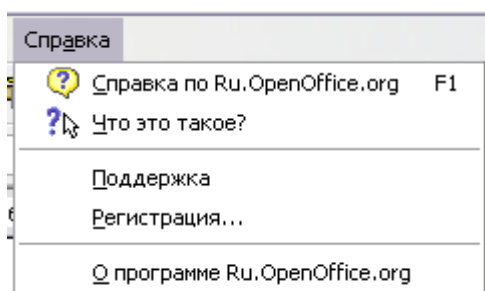 Справка
Справка по Ru.OpenOffice.org F1
Что это такое?
Поддержка
Регистрация...
О программе Ru.OpenOffice.org